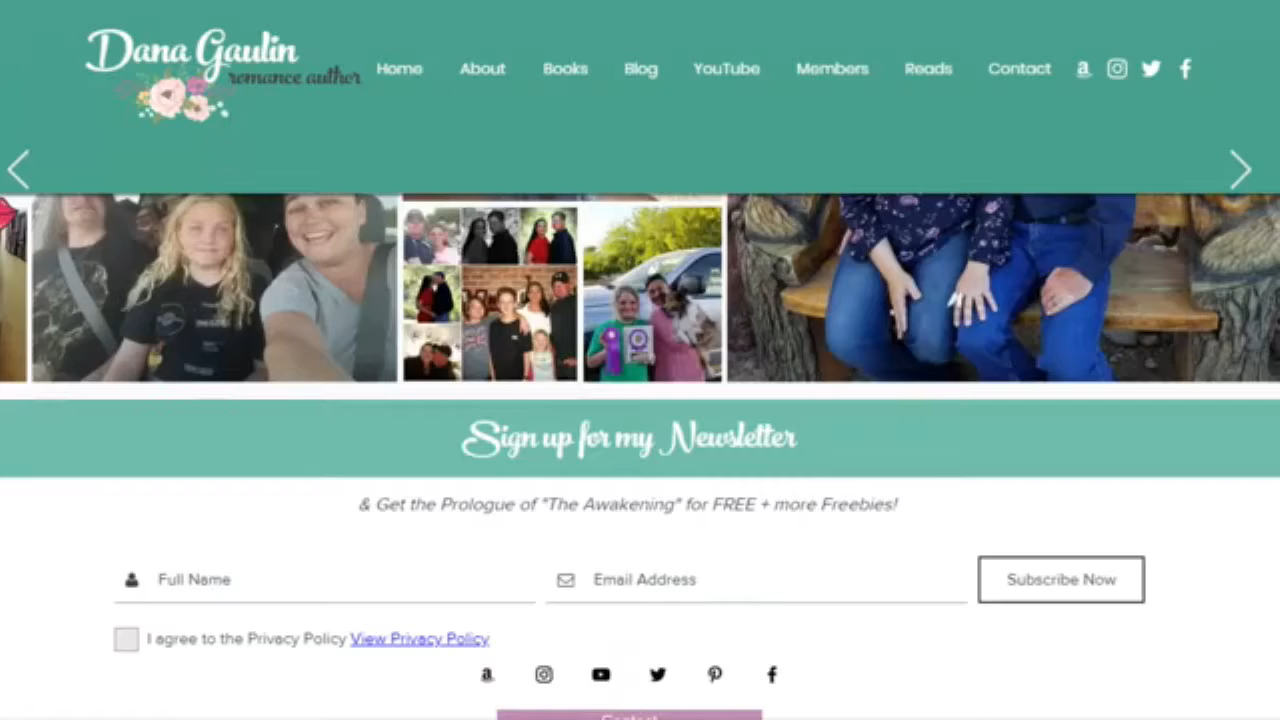 Dana Gaulin
romance author
Home About Books Blog YouTube Members Reads Contact
Sign up for my Newsletter
& Get the Prologue of "The Awakening" for FREE + more Freebies!
Full Name Email Address Subscribe Now
I agree to the Privacy Policy View Privacy Policy
Contact